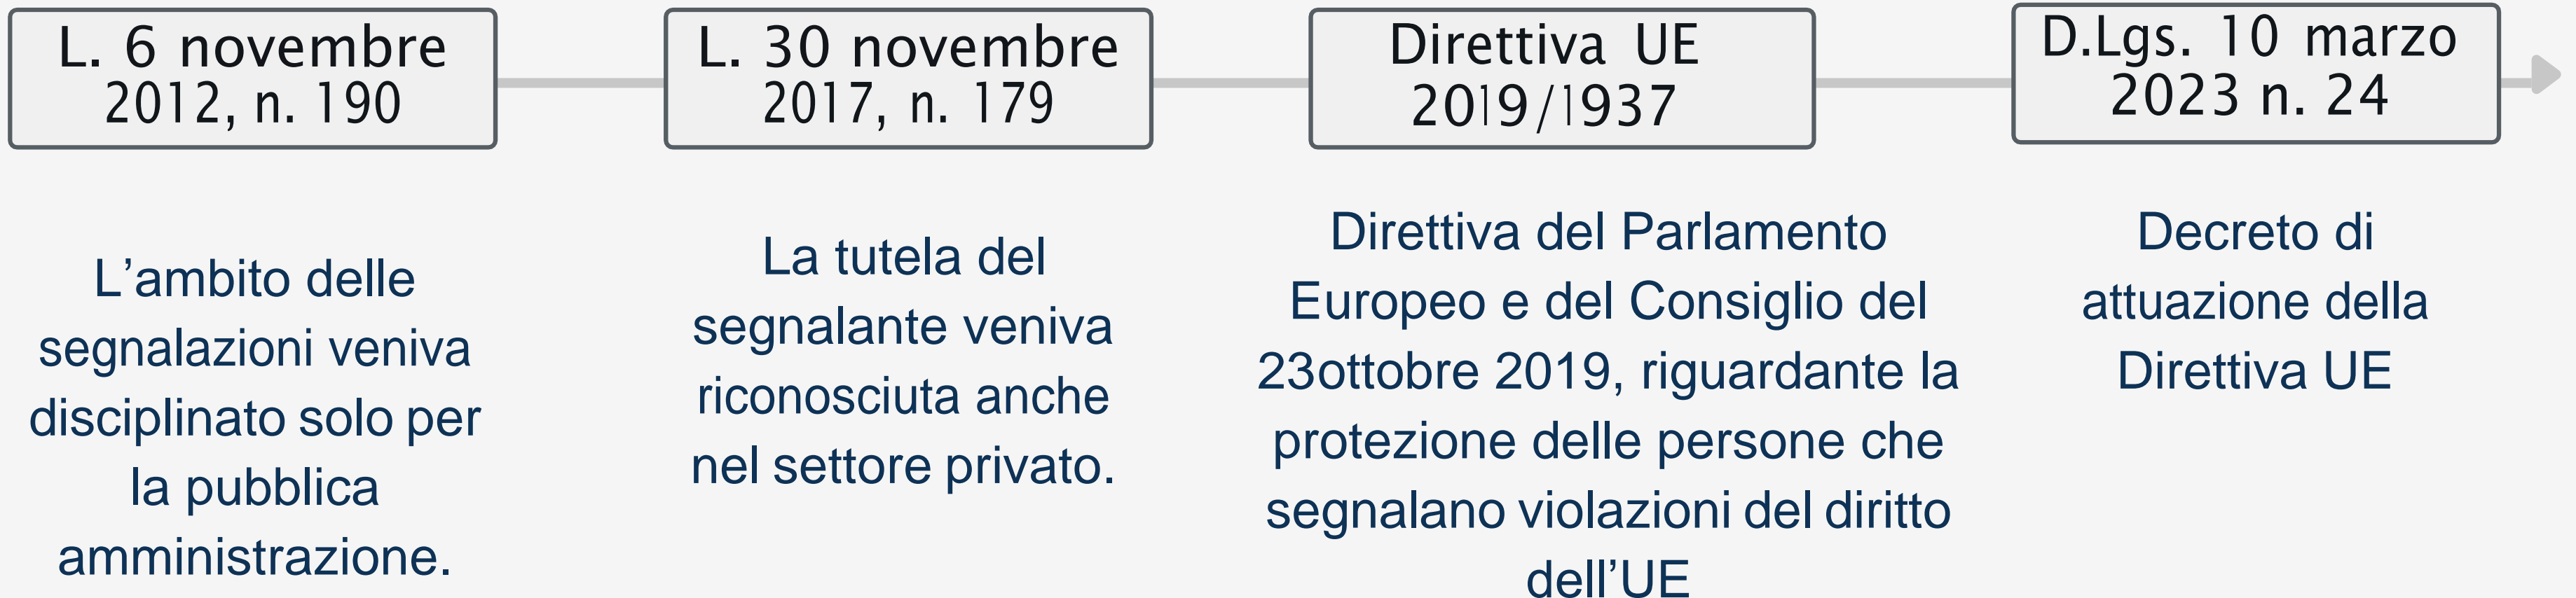 L. 6 novembre
2012, n. 190
L'ambito delle
segnalazioni veniva
disciplinato solo per
la pubblica
amministrazione.
L. 30 novembre
2017, n. 179
La tutela del
segnalante veniva
riconosciuta anche
nel settore privato.
Direttiva UE
2019/1937
Direttiva del Parlamento
Europeo e del Consiglio del
23ottobre 2019, riguardante la
protezione delle persone che
segnalano violazioni del diritto
dell'UE
D.Lgs. 10 marzo
2023 n. 24
Decreto di
attuazione della
Direttiva UE